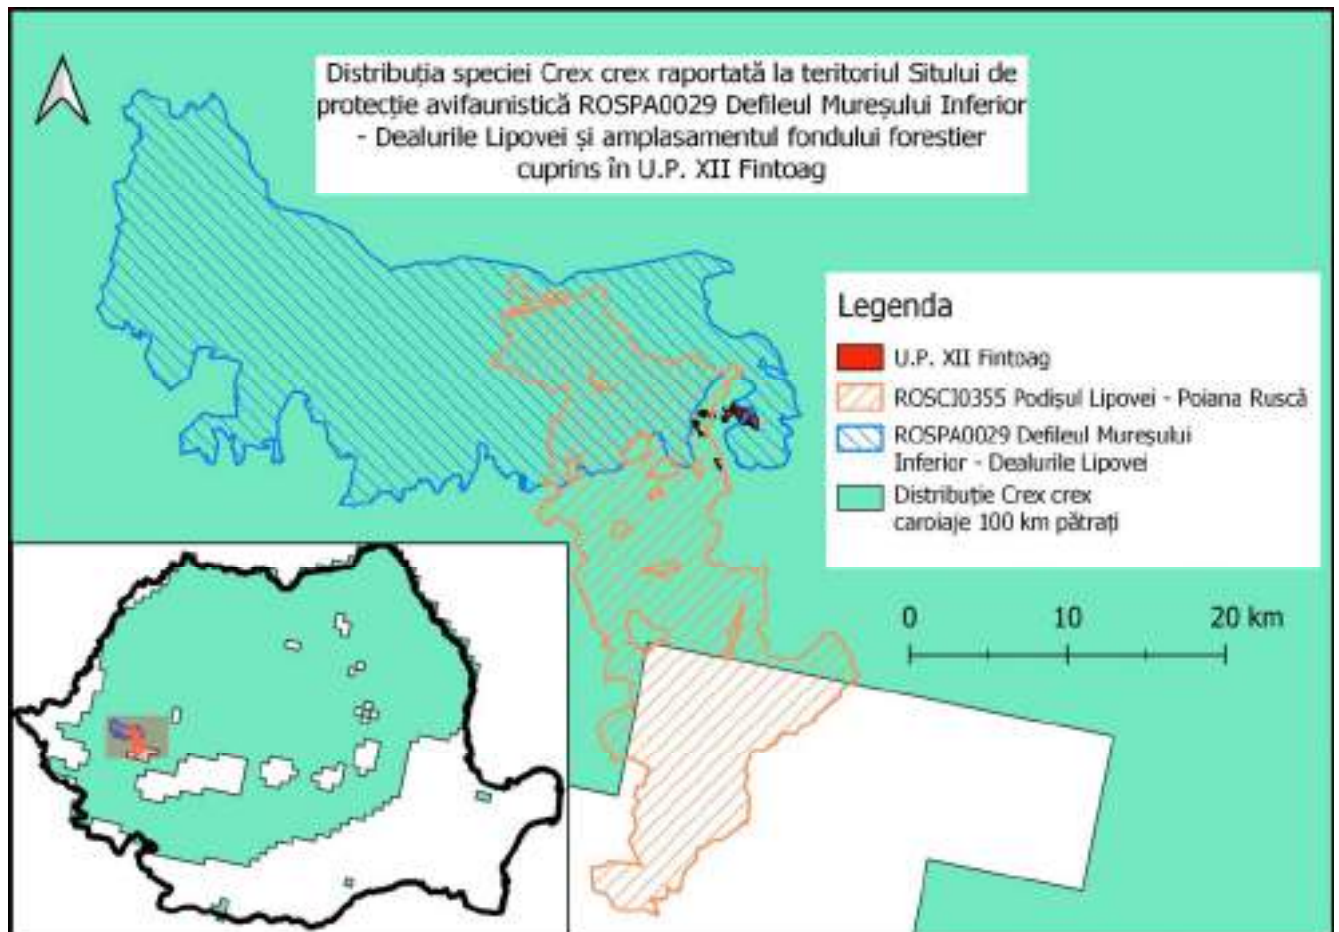 Distribuția speciei Crex crex raportată la teritoriul Sitului de
protecție avifaunistică ROSPA0029 Defileul Mureșului Inferior
- Dealurile Lipovei și amplasamentul fondului forestier
cuprins în U.P. XII Fintoag
Legenda
U.P. XII Fintoag
ROSCI0355 Podișul Lipovei - Poiana Ruscă
ROSPA0029 Defileul Mureșului
Inferior - Dealurile Lipovei
Distribuție Crex crex
caroiaje 100 km pătrați
0 10 20 km